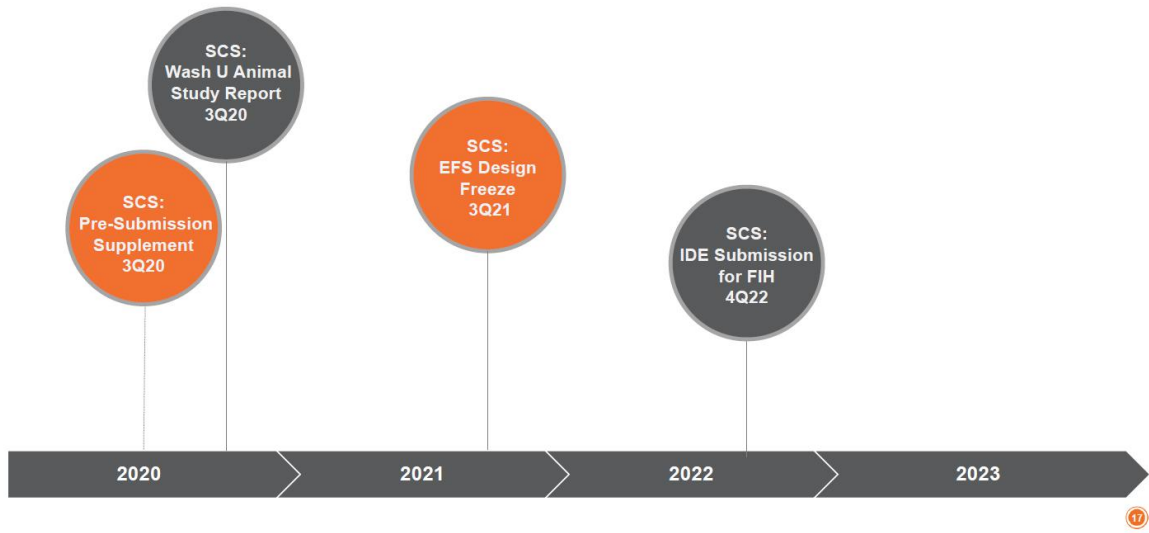 SCS:
Wash U Animal
Study Report
3Q20
SCS:
Pre-Submission
Supplement
3Q20
SCS:
EFS Design
Freeze
3Q21
SCS:
IDE Submission
for FIH
4Q22
2020
2021
2022
2023
17